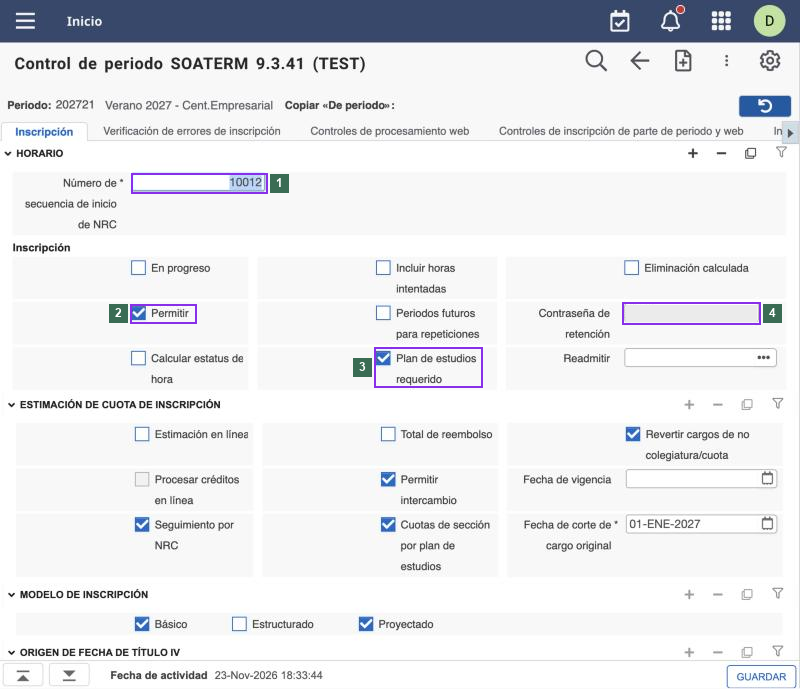 Inicio
D
Control de periodo SOATERM 9.3.41 (TEST)
Periodo: 202721 Verano 2027 - Cent.Empresarial Copiar «De periodo»:
Inscripción Verificación de errores de inscripción Controles de procesamiento web Controles de inscripción de parte de periodo y web In
HORARIO
Número de *
secuencia de inicio
de NRC
10012
1
Inscripción
En progreso
Incluir horas
intentadas
Eliminación calculada
2
Permitir
Periodos futuros
para repeticiones
Contraseña de
retención
4
Calcular estatus de
hora
3
Plan de estudios
requerido
Readmitir
ESTIMACIÓN DE CUOTA DE INSCRIPCIÓN
Estimación en línea
Total de reembolso
Revertir cargos de no
colegiatura/cuota
Procesar créditos
en línea
Permitir
intercambio
Fecha de vigencia
Seguimiento por
NRC
Cuotas de sección
por plan de
estudios
Fecha de corte de *
cargo original
01-ENE-2027
MODELO DE INSCRIPCIÓN
Básico
Estructurado
Proyectado
ORIGEN DE FECHA DE TÍTULO IV
Fecha de actividad 23-Nov-2026 18:33:44
GUARDAR